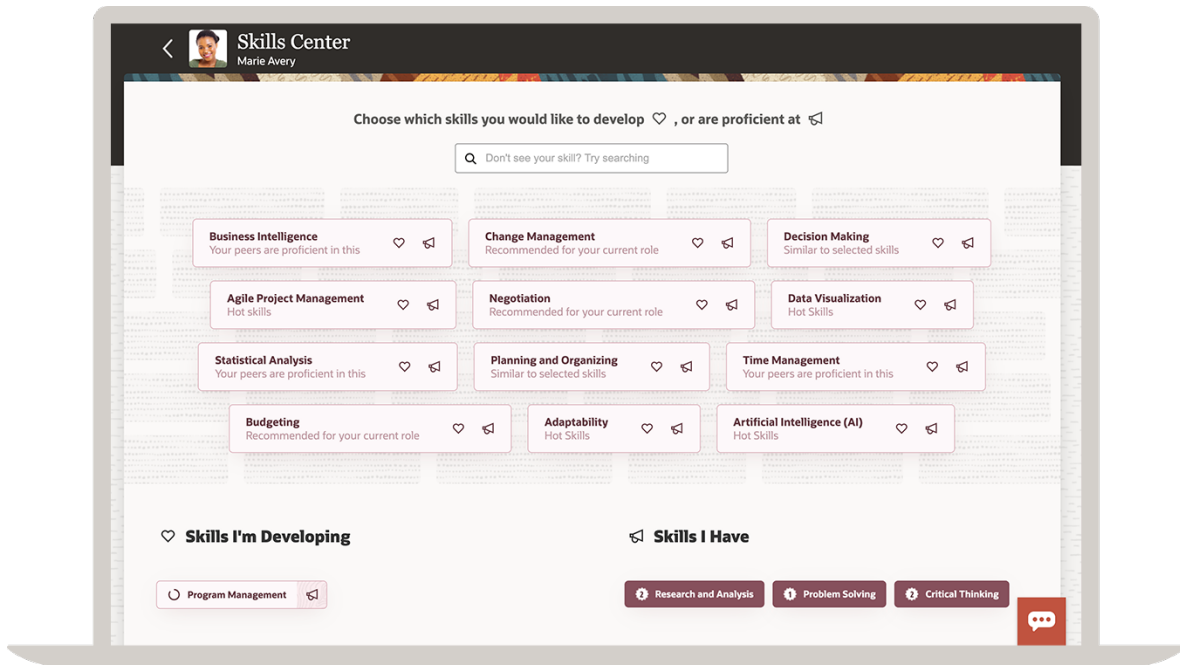 Skills Center
Marie Avery
Choose which skills you would like to develop , or are proficient at
Don't see your skill? Try searching
Business Intelligence
Your peers are proficient in this
Change Management
Recommended for your current role
Decision Making
Similar to selected skills
Agile Project Management
Hot skills
Negotiation
Recommended for your current role
Data Visualization
Hot Skills
Statistical Analysis
Your peers are proficient in this
Planning and Organizing
Similar to selected skills
Time Management
Your peers are proficient in this
Budgeting
Recommended for your current role
Adaptability
Hot Skills
Artificial Intelligence (AI)
Hot Skills
Skills I'm Developing
Program Management
Skills I Have
2 Research and Analysis
1 Problem Solving
2 Critical Thinking